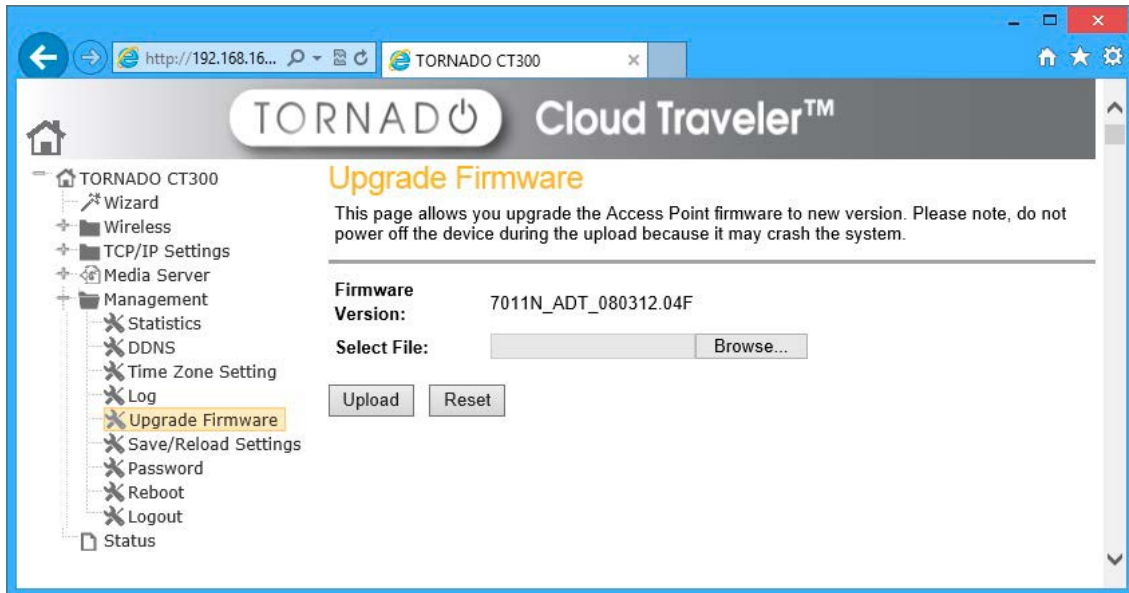 http://192.168.16...
TORNADO CT300
TORNADO Cloud Traveler™
TORNADO CT300
Wizard
Wireless
TCP/IP Settings
Media Server
Management
Statistics
DDNS
Time Zone Setting
Log
Upgrade Firmware
Save/Reload Settings
Password
Reboot
Logout
Status
Upgrade Firmware
This page allows you upgrade the Access Point firmware to new version. Please note, do not
power off the device during the upload because it may crash the system.
Firmware
Version:
7011N_ADT_080312.04F
Select File:
Browse...
Upload Reset